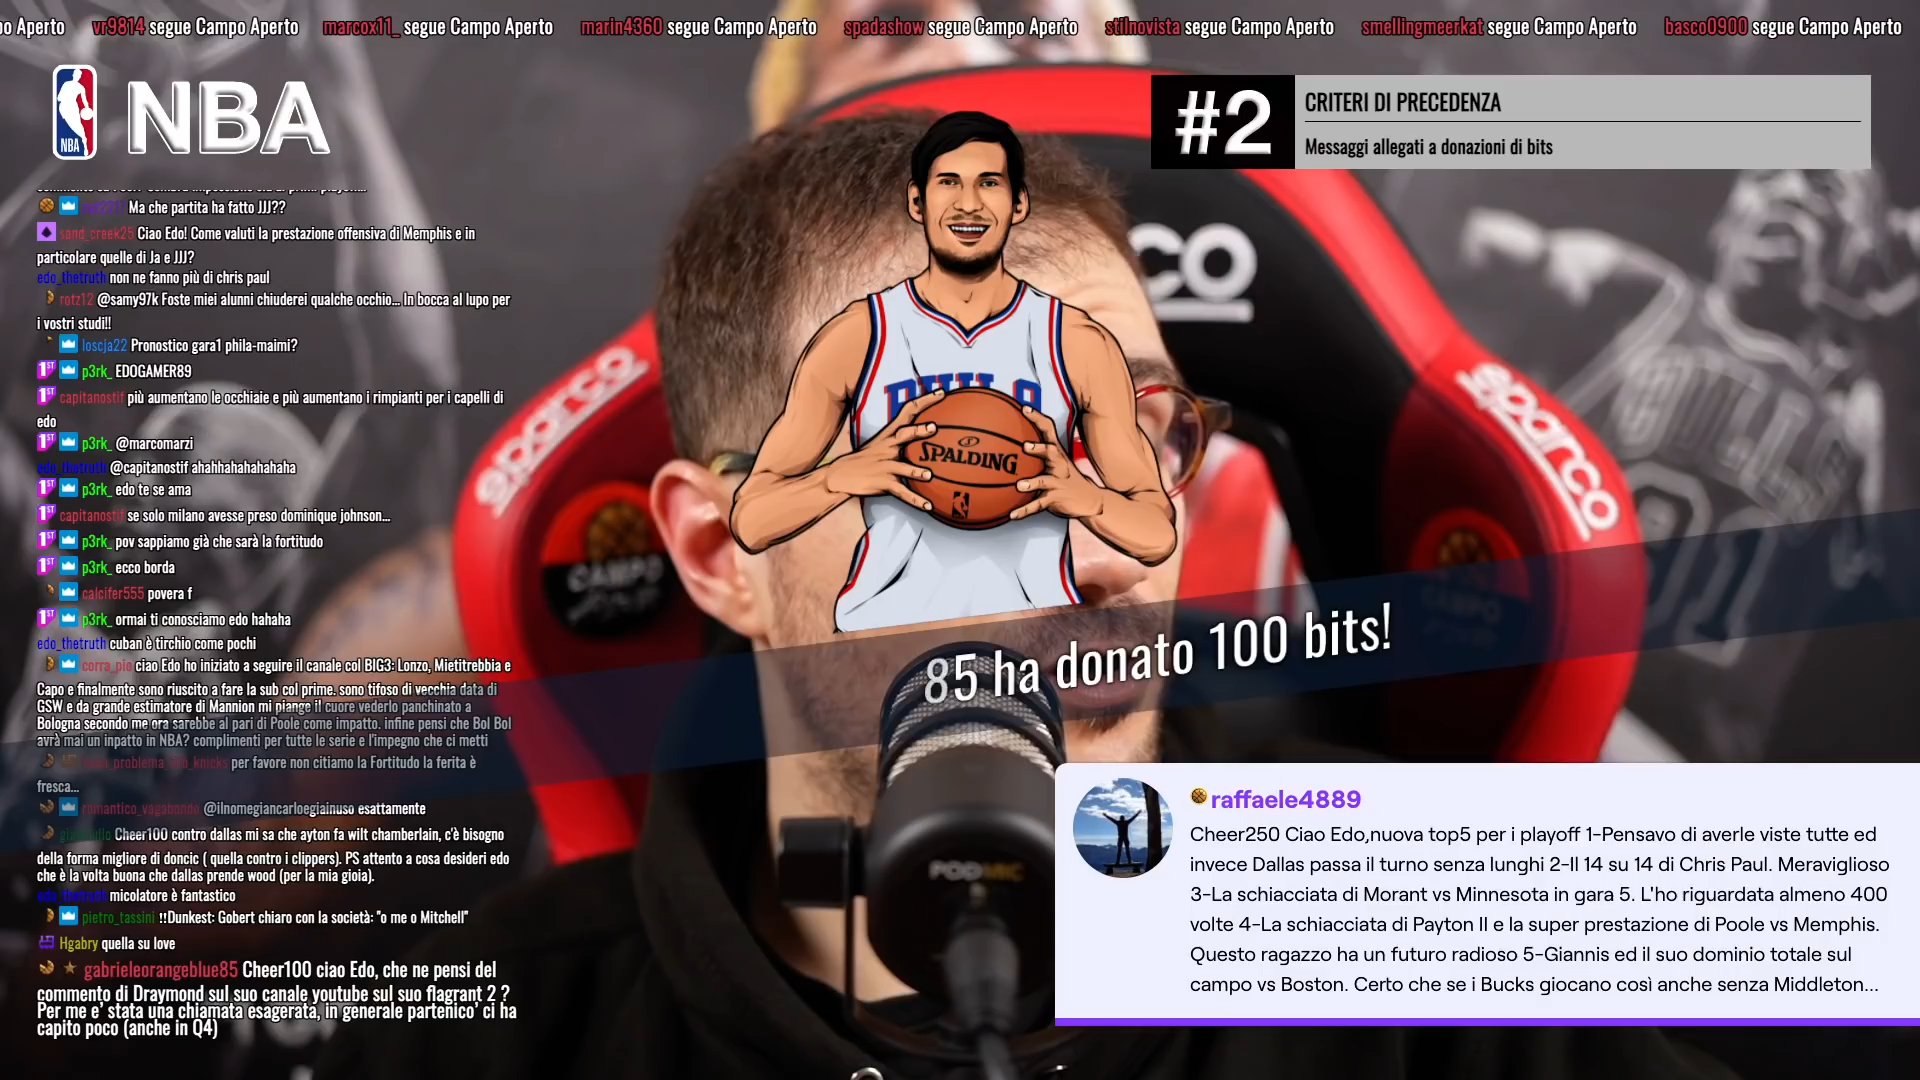 Aperto vr9814 segue Campo Aperto marcox11_ segue Campo Aperto marin4360 segue Campo Aperto spadashow segue Campo Aperto stilnovista segue Campo Aperto smellingmeerkat segue Campo Aperto basco0900 segue Campo Aperto
NBA
NBA
#2
CRITERI DI PRECEDENZA
Messaggi allegati a donazioni di bits
Ma che partita ha fatto JJJ??
sand_creek25 Ciao Edo! Come valuti la prestazione offensiva di Memphis e in
particolare quelle di Ja e JJJ?
edo_thetruth non ne fanno più di chris paul
rotz12 @samy97k Foste miei alunni chiuderei qualche occhio... In bocca al lupo per
i vostri studi!!
loscja22 Pronostico gara1 phila-maimi?
1ST p3rk_ EDOGAMER89
1ST capitanostif più aumentano le occhiaie e più aumentano i rimpianti per i capelli di
edo
1ST p3rk_ @marcomarzi
edo_thetruth @capitanostif ahahhahahahahaha
1ST p3rk_ edo te se ama
1ST capitanostif se solo milano avesse preso dominique johnson...
1ST p3rk_ pov sappiamo già che sarà la fortitudo
1ST p3rk_ ecco borda
calcifer555 povera f
1ST p3rk_ ormai ti conosciamo edo hahaha
edo_thetruth cuban è tirchio come pochi
corra_pio ciao Edo ho iniziato a seguire il canale col BIG3: Lonzo, Mietitrebbia e
Capo e finalmente sono riuscito a fare la sub col prime. sono tifoso di vecchia data di
GSW e da grande estimatore di Mannion mi piange il cuore vederlo panchinato a
Bologna secondo me ora sarebbe al pari di Poole come impatto. infine pensi che Bol Bol
avrà mai un inpatto in NBA? complimenti per tutte le serie e l'impegno che ci metti
per favore non citiamo la Fortitudo la ferita è
fresca...
romantico_vagabondo @ilnomegiancarloegiainuso esattamente
Cheer100 contro dallas mi sa che ayton fa wilt chamberlain, c'è bisogno
della forma migliore di doncic ( quella contro i clippers). PS attento a cosa desideri edo
che è la volta buona che dallas prende wood (per la mia gioia).
edo_thetruth micolatore è fantastico
pietro_tassini !!Dunkest: Gobert chiaro con la società: "o me o Mitchell"
Hgabry quella su love
gabrieleorangeblue85 Cheer100 ciao Edo, che ne pensi del
commento di Draymond sul suo canale youtube sul suo flagrant 2 ?
Per me e' stata una chiamata esagerata, in generale partenico' ci ha
capito poco (anche in Q4)
CO
sparco
sparco
PHILA
SPALDING
CAMPO
CAMPO
85 ha donato 100 bits!
PODMIC
raffaele4889
Cheer250 Ciao Edo,nuova top5 per i playoff 1-Pensavo di averle viste tutte ed
invece Dallas passa il turno senza lunghi 2-Il 14 su 14 di Chris Paul. Meraviglioso
3-La schiacciata di Morant vs Minnesota in gara 5. L'ho riguardata almeno 400
volte 4-La schiacciata di Payton II e la super prestazione di Poole vs Memphis.
Questo ragazzo ha un futuro radioso 5-Giannis ed il suo dominio totale sul
campo vs Boston. Certo che se i Bucks giocano così anche senza Middleton...